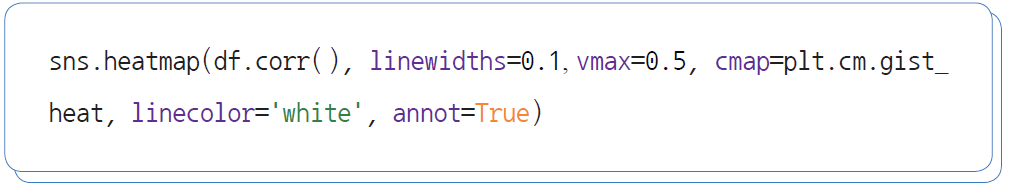 sns.heatmap(df.corr(), linewidths=0.1, vmax=0.5, cmap=plt.cm.gist_
heat, linecolor='white', annot=True)